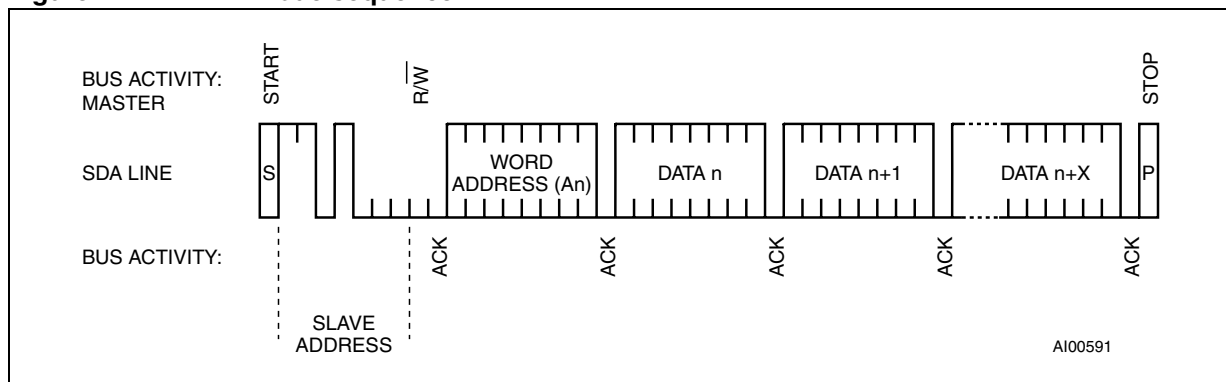 START
R/W
STOP
BUS ACTIVITY:
MASTER
SDA LINE
S
WORD
ADDRESS (An)
DATA n
DATA n+1
DATA n+X
P
BUS ACTIVITY:
ACK
ACK
ACK
ACK
ACK
SLAVE
ADDRESS
AI00591